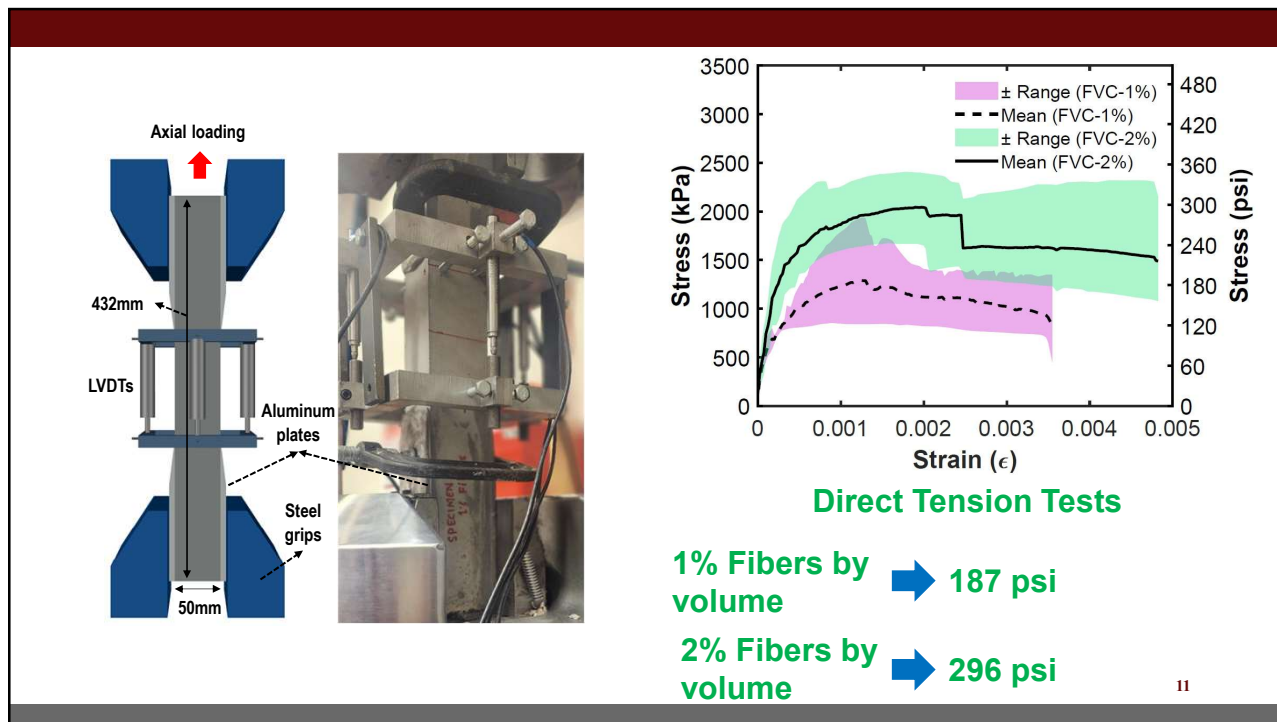 Axial loading
432mm
LVDTs
Aluminum
plates
Steel
grips
50mm
SPECIMEN
1% Fi
3500
3000
2500
2000
1500
1000
500
0
Stress (kPa)
± Range (FVC-1%)
Mean (FVC-1%)
± Range (FVC-2%)
Mean (FVC-2%)
480
420
360
300
240
180
120
60
0
Stress (psi)
0 0.001 0.002 0.003 0.004 0.005
Strain (ϵ)
Direct Tension Tests
1% Fibers by
volume
187 psi
2% Fibers by
volume
296 psi
11